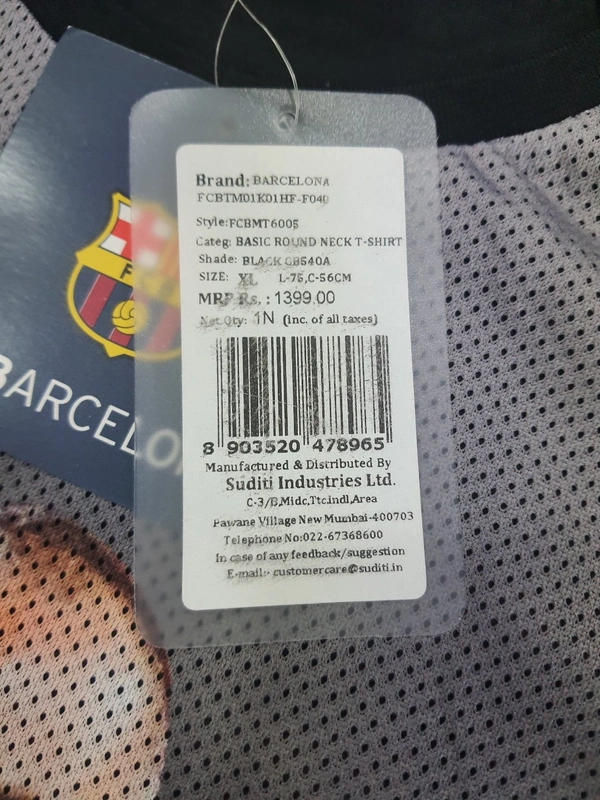 Brand: BARCELONA
FCBTM01K01HF-F040
Style:FCBMT6005
Categ: BASIC ROUND NECK T-SHIRT
Shade: BLACK CB540A
SIZE: XL L-76,C-56CM
MRP Rs. : 1399.00
Net Qty: 1N (inc. of all taxes)
8 903520 478965
Manufactured & Distributed By
Suditi Industries Ltd.
C-3/B,Midc,Ttc.indl,Area
Pawane Village New Mumbai-400703
Telephone No:022-67368600
In case of any feedback/suggestion
E-mail:- customercare@suditi.in
BARCELO